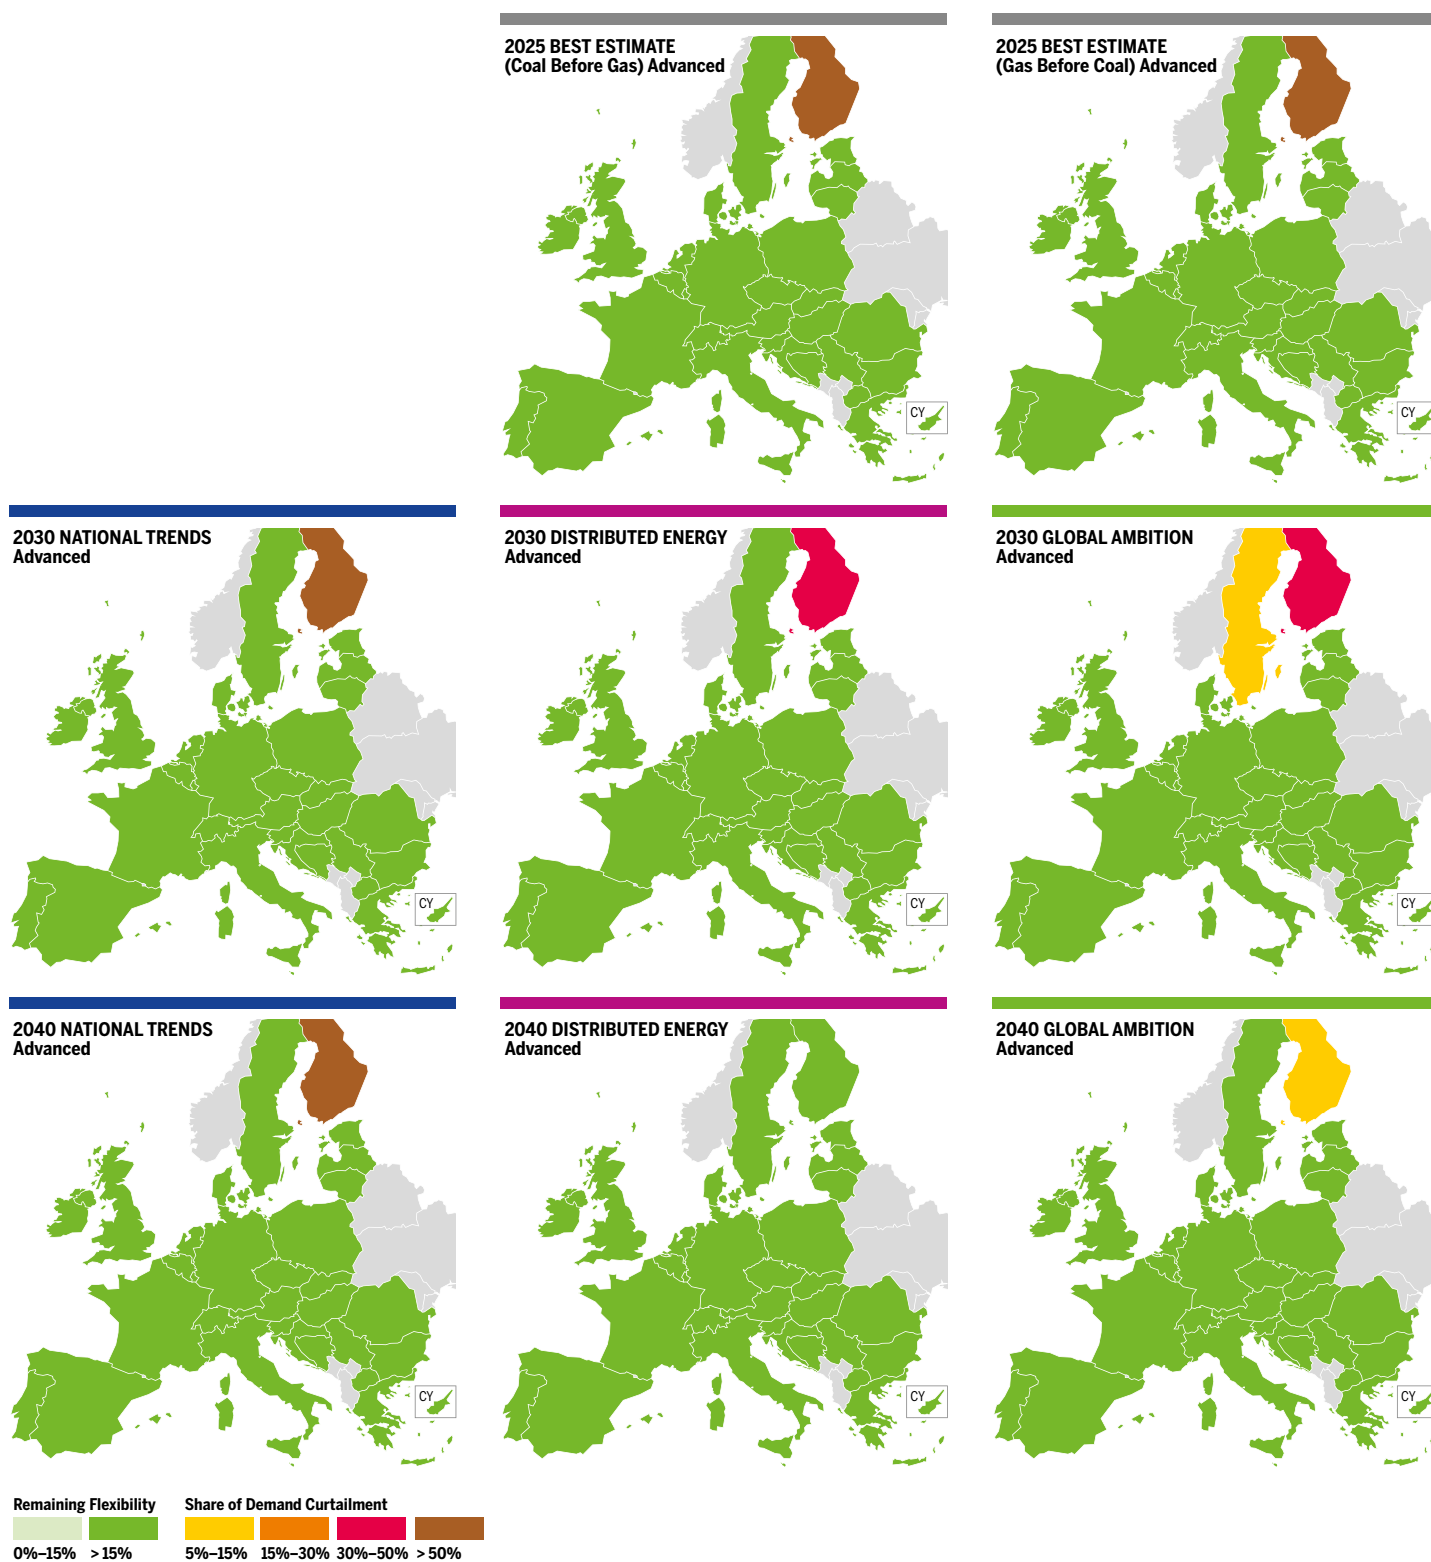 2025 BEST ESTIMATE
(Coal Before Gas) Advanced
CY
2025 BEST ESTIMATE
(Gas Before Coal) Advanced
CY
2030 NATIONAL TRENDS
Advanced
CY
2030 DISTRIBUTED ENERGY
Advanced
CY
2030 GLOBAL AMBITION
Advanced
CY
2040 NATIONAL TRENDS
Advanced
CY
2040 DISTRIBUTED ENERGY
Advanced
CY
2040 GLOBAL AMBITION
Advanced
CY
Remaining Flexibility
0%–15% > 15%
Share of Demand Curtailment
5%–15% 15%–30% 30%–50% > 50%